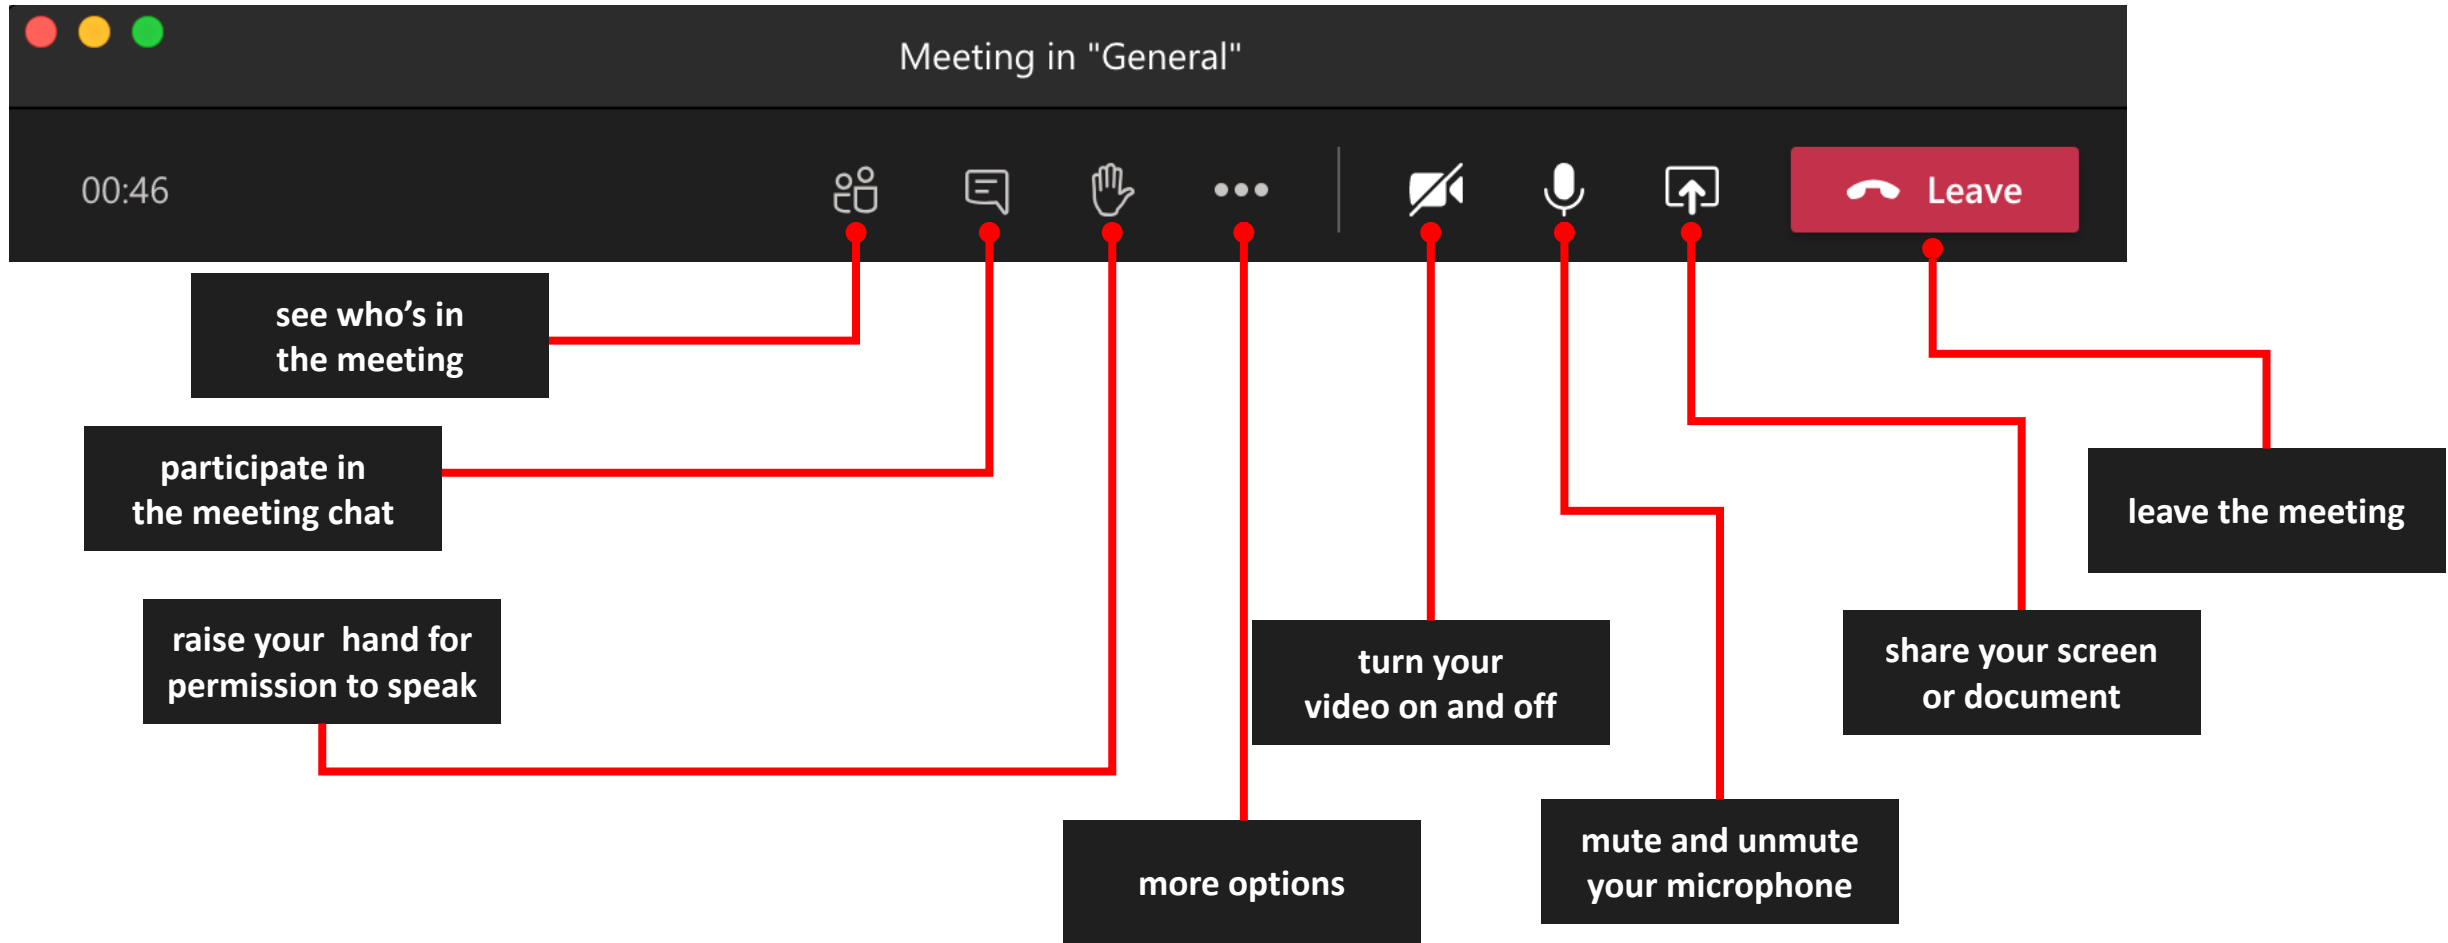 Meeting in "General"
00:46
Leave
see who’s in
the meeting
participate in
the meeting chat
leave the meeting
raise your  hand for
permission to speak
turn your
video on and off
share your screen
or document
more options
mute and unmute
your microphone